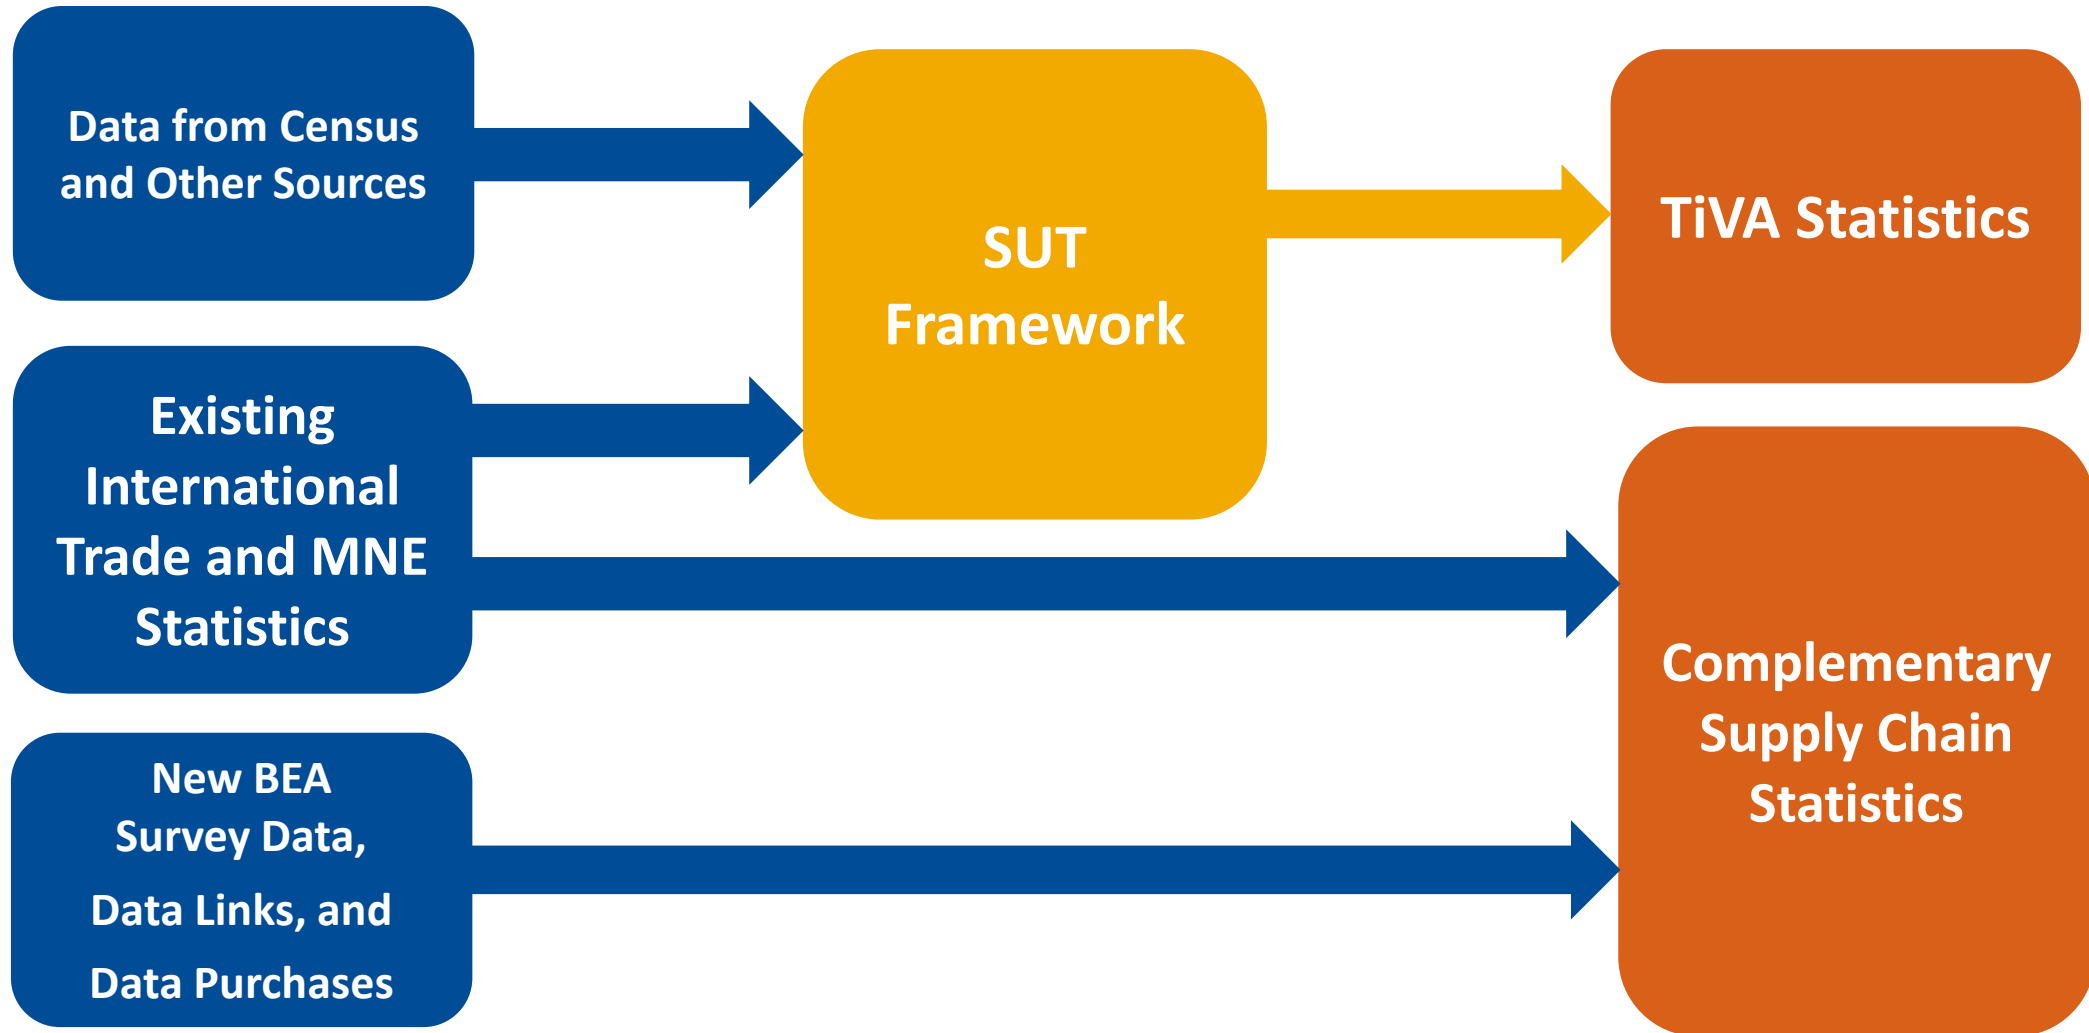 Data from Census
and Other Sources
SUT
Framework
TiVA Statistics
Existing
International
Trade and MNE
Statistics
Complementary
Supply Chain
Statistics
New BEA
Survey Data,
Data Links, and
Data Purchases